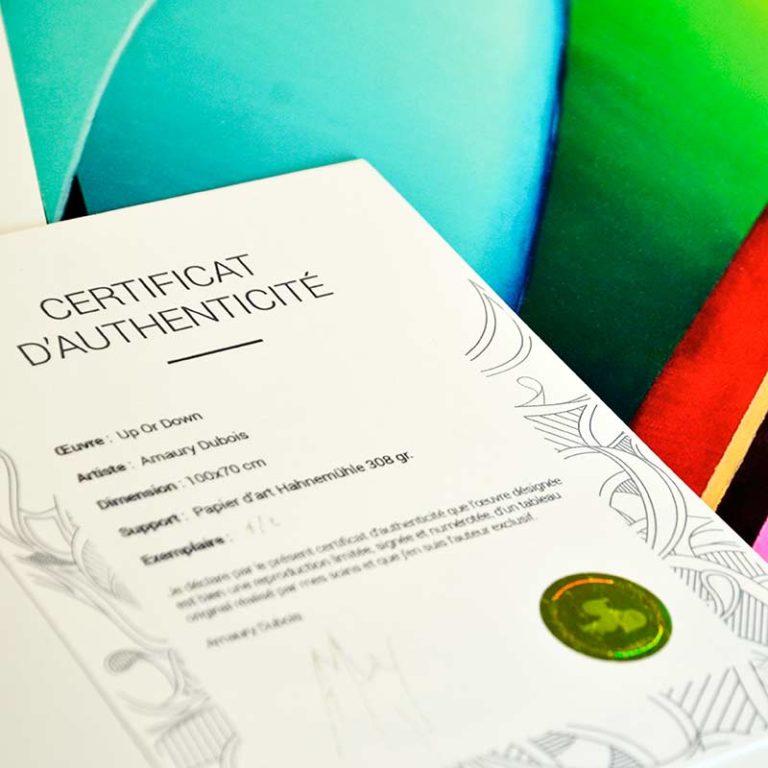 CERTIFICAT
D'AUTHENTICITÉ
Œuvre : Up Or Down
Artiste : Amaury Dubois
Dimension : 100x70 cm
Support : Papier d'art Hahnemühle 308 gr.
Exemplaire :
Je déclare par le présent certificat d'authenticité que l'œuvre désignée
est bien une reproduction limitée, signée et numérotée, d'un tableau
original réalisé par mes soins et que j'en suis l'auteur exclusif.
Amaury Dubois